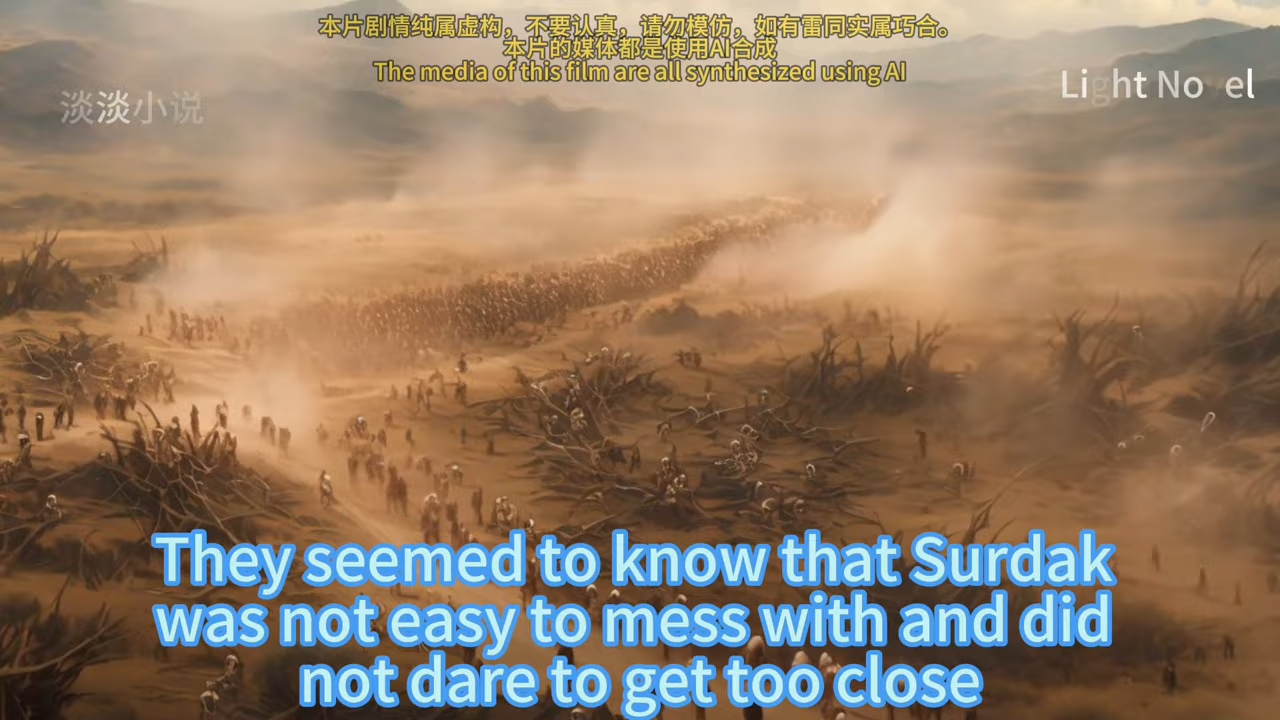 本片剧情纯属虚构，不要认真，请勿模仿，如有雷同实属巧合。
本片的媒体都是使用AI合成
The media of this film are all synthesized using AI
淡淡小说
Light No el
They seemed to know that Surdak
was not easy to mess with and did
not dare to get too close